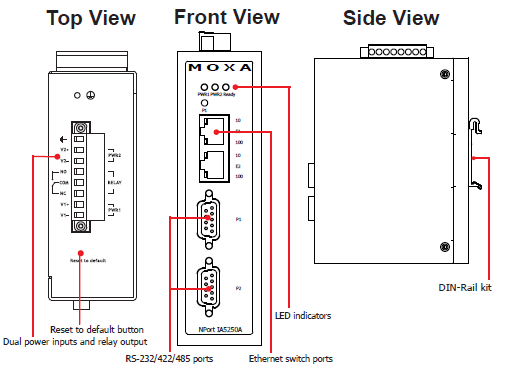 Top View
Front View
Side View
MOXA
PWR1 PWR2 Ready
P1
10
100
10
E2
100
V2+
V2-
PWR2
NO
COM
RELAY
NC
V1+
V1-
PWR1
Reset to default
P1
P2
NPort IA5250A
DIN-Rail kit
LED indicators
Reset to default button
Dual power inputs and relay output
RS-232/422/485 ports
Ethernet switch ports